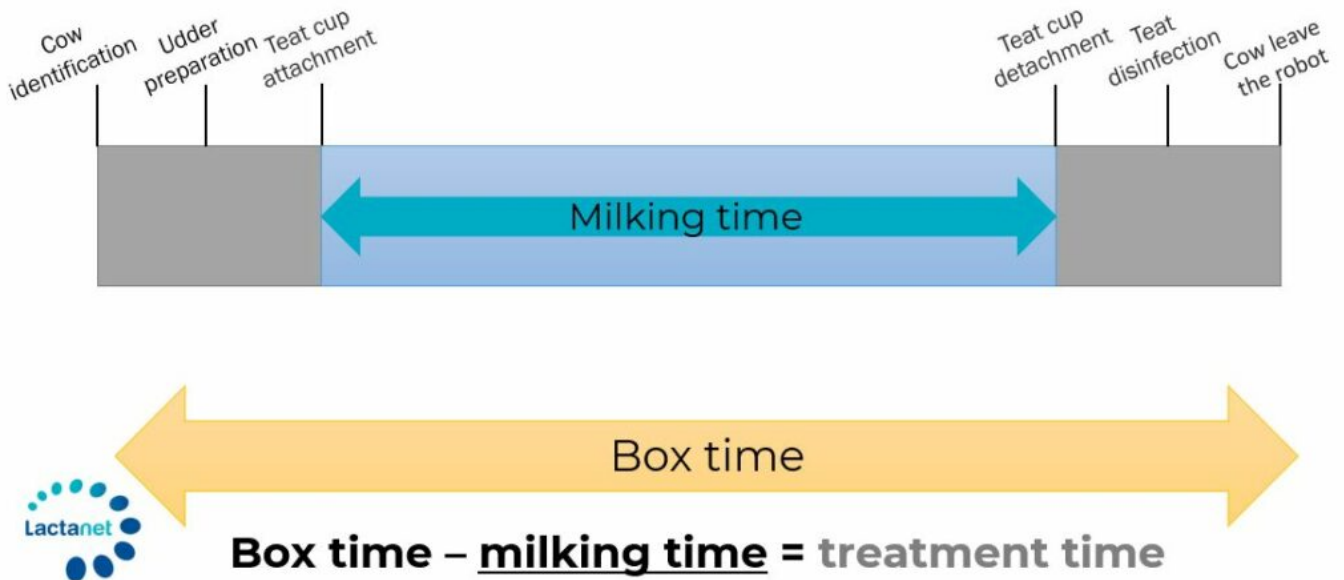 Cow
identification
Udder
preparation
Teat cup
attachment
Teat cup
detachment
Teat
disinfection
Cow leave
the robot
Milking time
Box time
Lactanet
Box time – milking time = treatment time